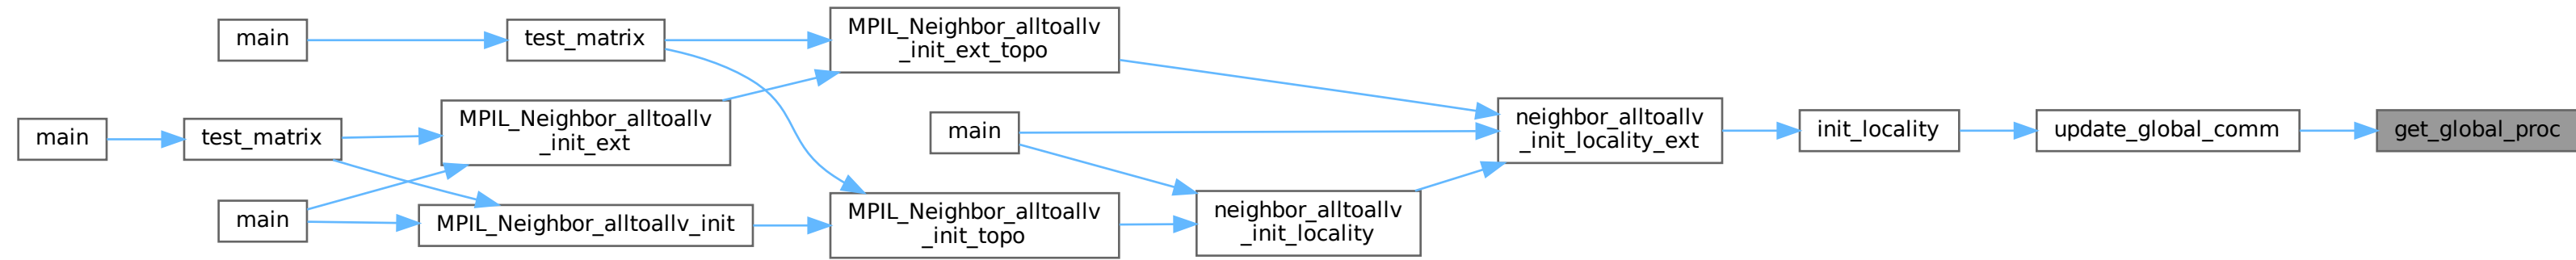 main
test_matrix
MPIL_Neighbor_alltoallv
_init_ext_topo
main
test_matrix
MPIL_Neighbor_alltoallv
_init_ext
main
neighbor_alltoallv
_init_locality_ext
init_locality
update_global_comm
get_global_proc
main
MPIL_Neighbor_alltoallv_init
MPIL_Neighbor_alltoallv
_init_topo
neighbor_alltoallv
_init_locality